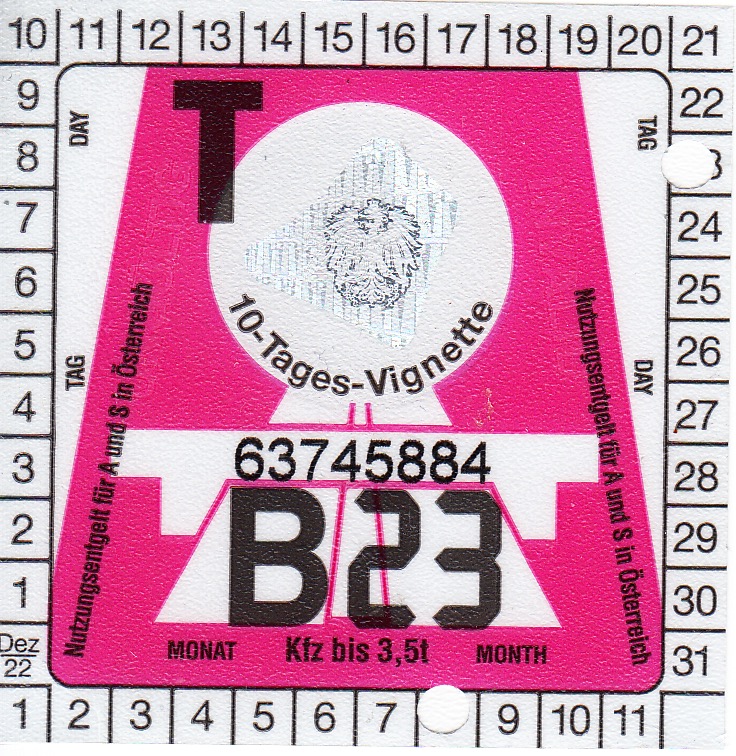 10 11 12 13 14 15 16 17 18 19 20 21
9 22
8 3
7 24
6 25
5 26
4 27
3 28
2 29
1 30
Dez 22 31
1 2 3 4 5 6 7 9 10 11
DAY
TAG
TAG
DAY
T
10-Tages-Vignette
Nutzungsentgelt für A und S in Österreich
Nutzungsentgelt für A und S in Österreich
63745884
B23
MONAT Kfz bis 3,5t MONTH